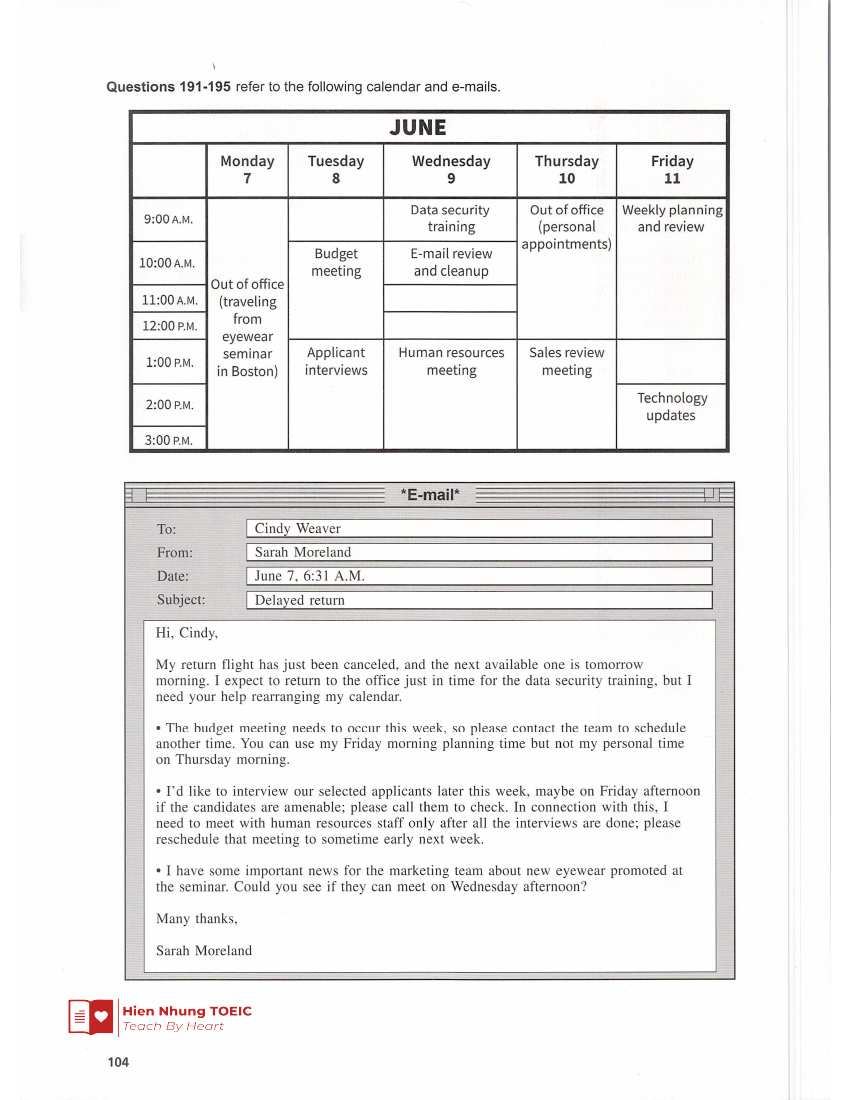 Questions 191-195 refer to the following calendar and e-mails.
JUNE
Monday 7
Tuesday 8
Wednesday 9
Thursday 10
Friday 11
9:00 A.M.
10:00 A.M.
11:00 A.M.
12:00 P.M.
1:00 P.M.
2:00 P.M.
3:00 P.M.
Out of office
(traveling
from
eyewear
seminar
in Boston)
Budget
meeting
Applicant
interviews
Data security
training
E-mail review
and cleanup
Human resources
meeting
Out of office
(personal
appointments)
Sales review
meeting
Weekly planning
and review
Technology
updates
*E-mail*
To: Cindy Weaver
From: Sarah Moreland
Date: June 7, 6:31 A.M.
Subject: Delayed return
Hi, Cindy,
My return flight has just been canceled, and the next available one is tomorrow
morning. I expect to return to the office just in time for the data security training, but I
need your help rearranging my calendar.
• The budget meeting needs to occur this week, so please contact the team to schedule
another time. You can use my Friday morning planning time but not my personal time
on Thursday morning.
• I'd like to interview our selected applicants later this week, maybe on Friday afternoon
if the candidates are amenable; please call them to check. In connection with this, I
need to meet with human resources staff only after all the interviews are done; please
reschedule that meeting to sometime early next week.
• I have some important news for the marketing team about new eyewear promoted at
the seminar. Could you see if they can meet on Wednesday afternoon?
Many thanks,
Sarah Moreland
Hien Nhung TOEIC
Teach By Heart
104